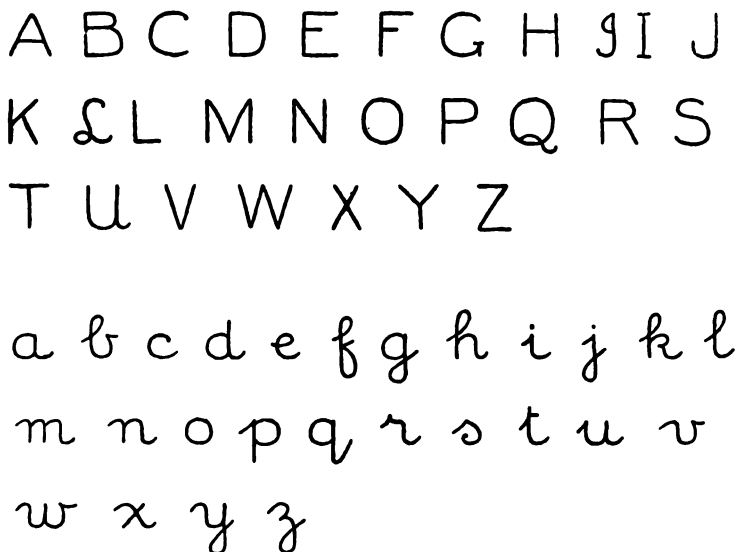 A B C D E F G H I I J
K L L M N O P Q R S
T U V W X Y Z
a b c d e f g h i j k l
m n o p q r s t u v
w x y z